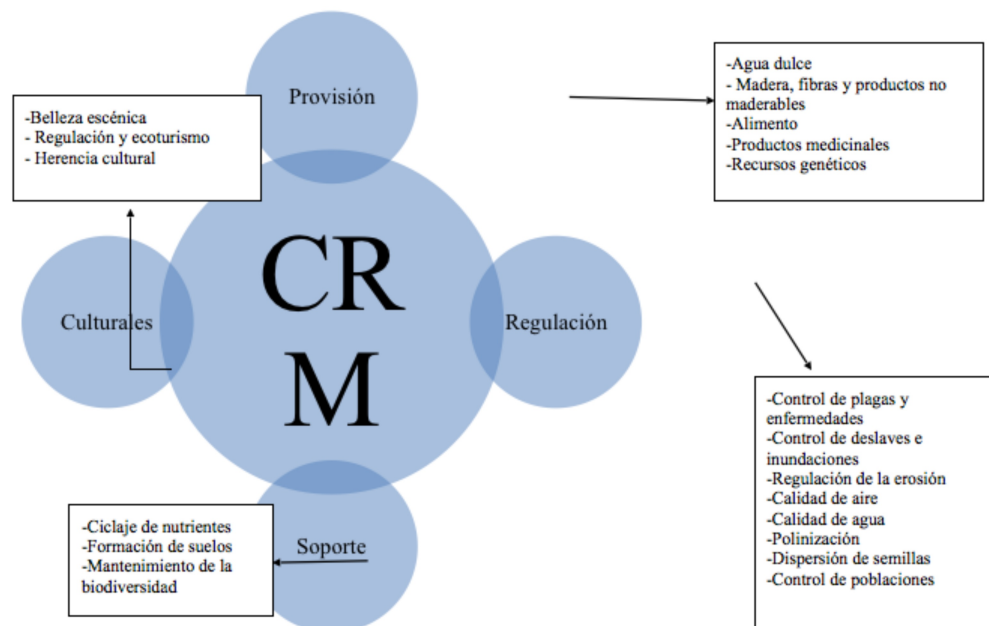 Provisión
-Agua dulce
- Madera, fibras y productos no
maderables
-Alimento
-Productos medicinales
-Recursos genéticos
-Belleza escénica
- Regulación y ecoturismo
- Herencia cultural
CR
M
Culturales
Regulación
-Control de plagas y
enfermedades
-Control de deslaves e
inundaciones
-Regulación de la erosión
-Calidad de aire
-Calidad de agua
-Polinización
-Dispersión de semillas
-Control de poblaciones
Soporte
-Ciclaje de nutrientes
-Formación de suelos
-Mantenimiento de la
biodiversidad